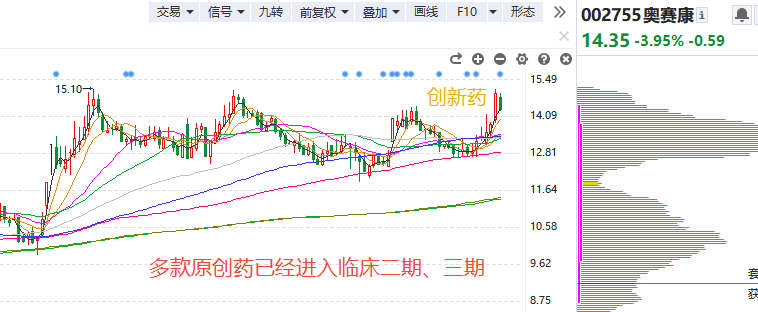 交易 信号 九转 前复权 叠加 画线 F10 形态
002755奥赛康
14.35 -3.95% -0.59
15.10
创新药
15.49
14.09
12.81
11.64
10.58
9.62
8.75
多款原创药已经进入临床二期、三期
套
获